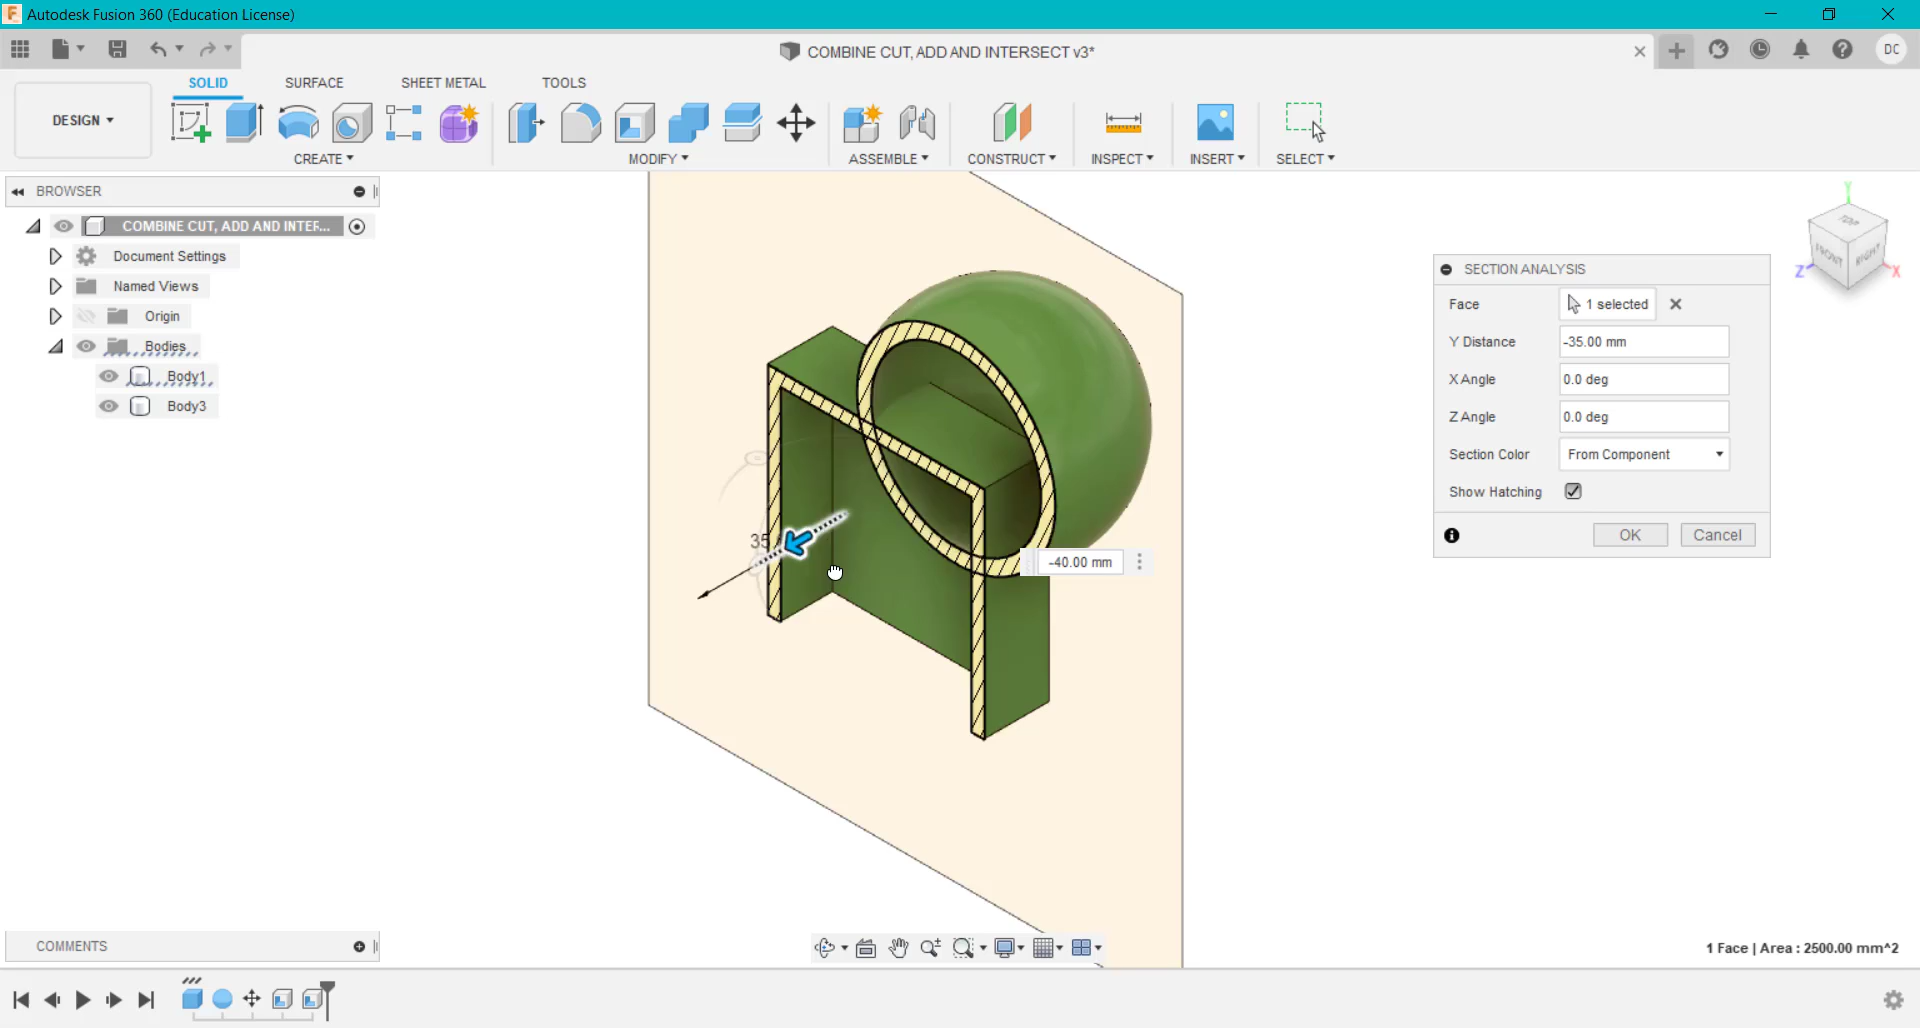 Autodesk Fusion 360 (Education License)
COMBINE CUT, ADD AND INTERSECT v3*
DC
DESIGN
SOLID
SURFACE
SHEET METAL
TOOLS
CREATE
MODIFY
ASSEMBLE
CONSTRUCT
INSPECT
INSERT
SELECT
BROWSER
COMBINE CUT, ADD AND INTER...
Document Settings
Named Views
Origin
Bodies
Body1
Body3
TOP
FRONT
RIGHT
Y
Z
X
SECTION ANALYSIS
Face
1 selected
Y Distance
-35.00 mm
X Angle
0.0 deg
Z Angle
0.0 deg
Section Color
From Component
Show Hatching
OK
Cancel
35
-40.00 mm
COMMENTS
1 Face | Area : 2500.00 mm^2